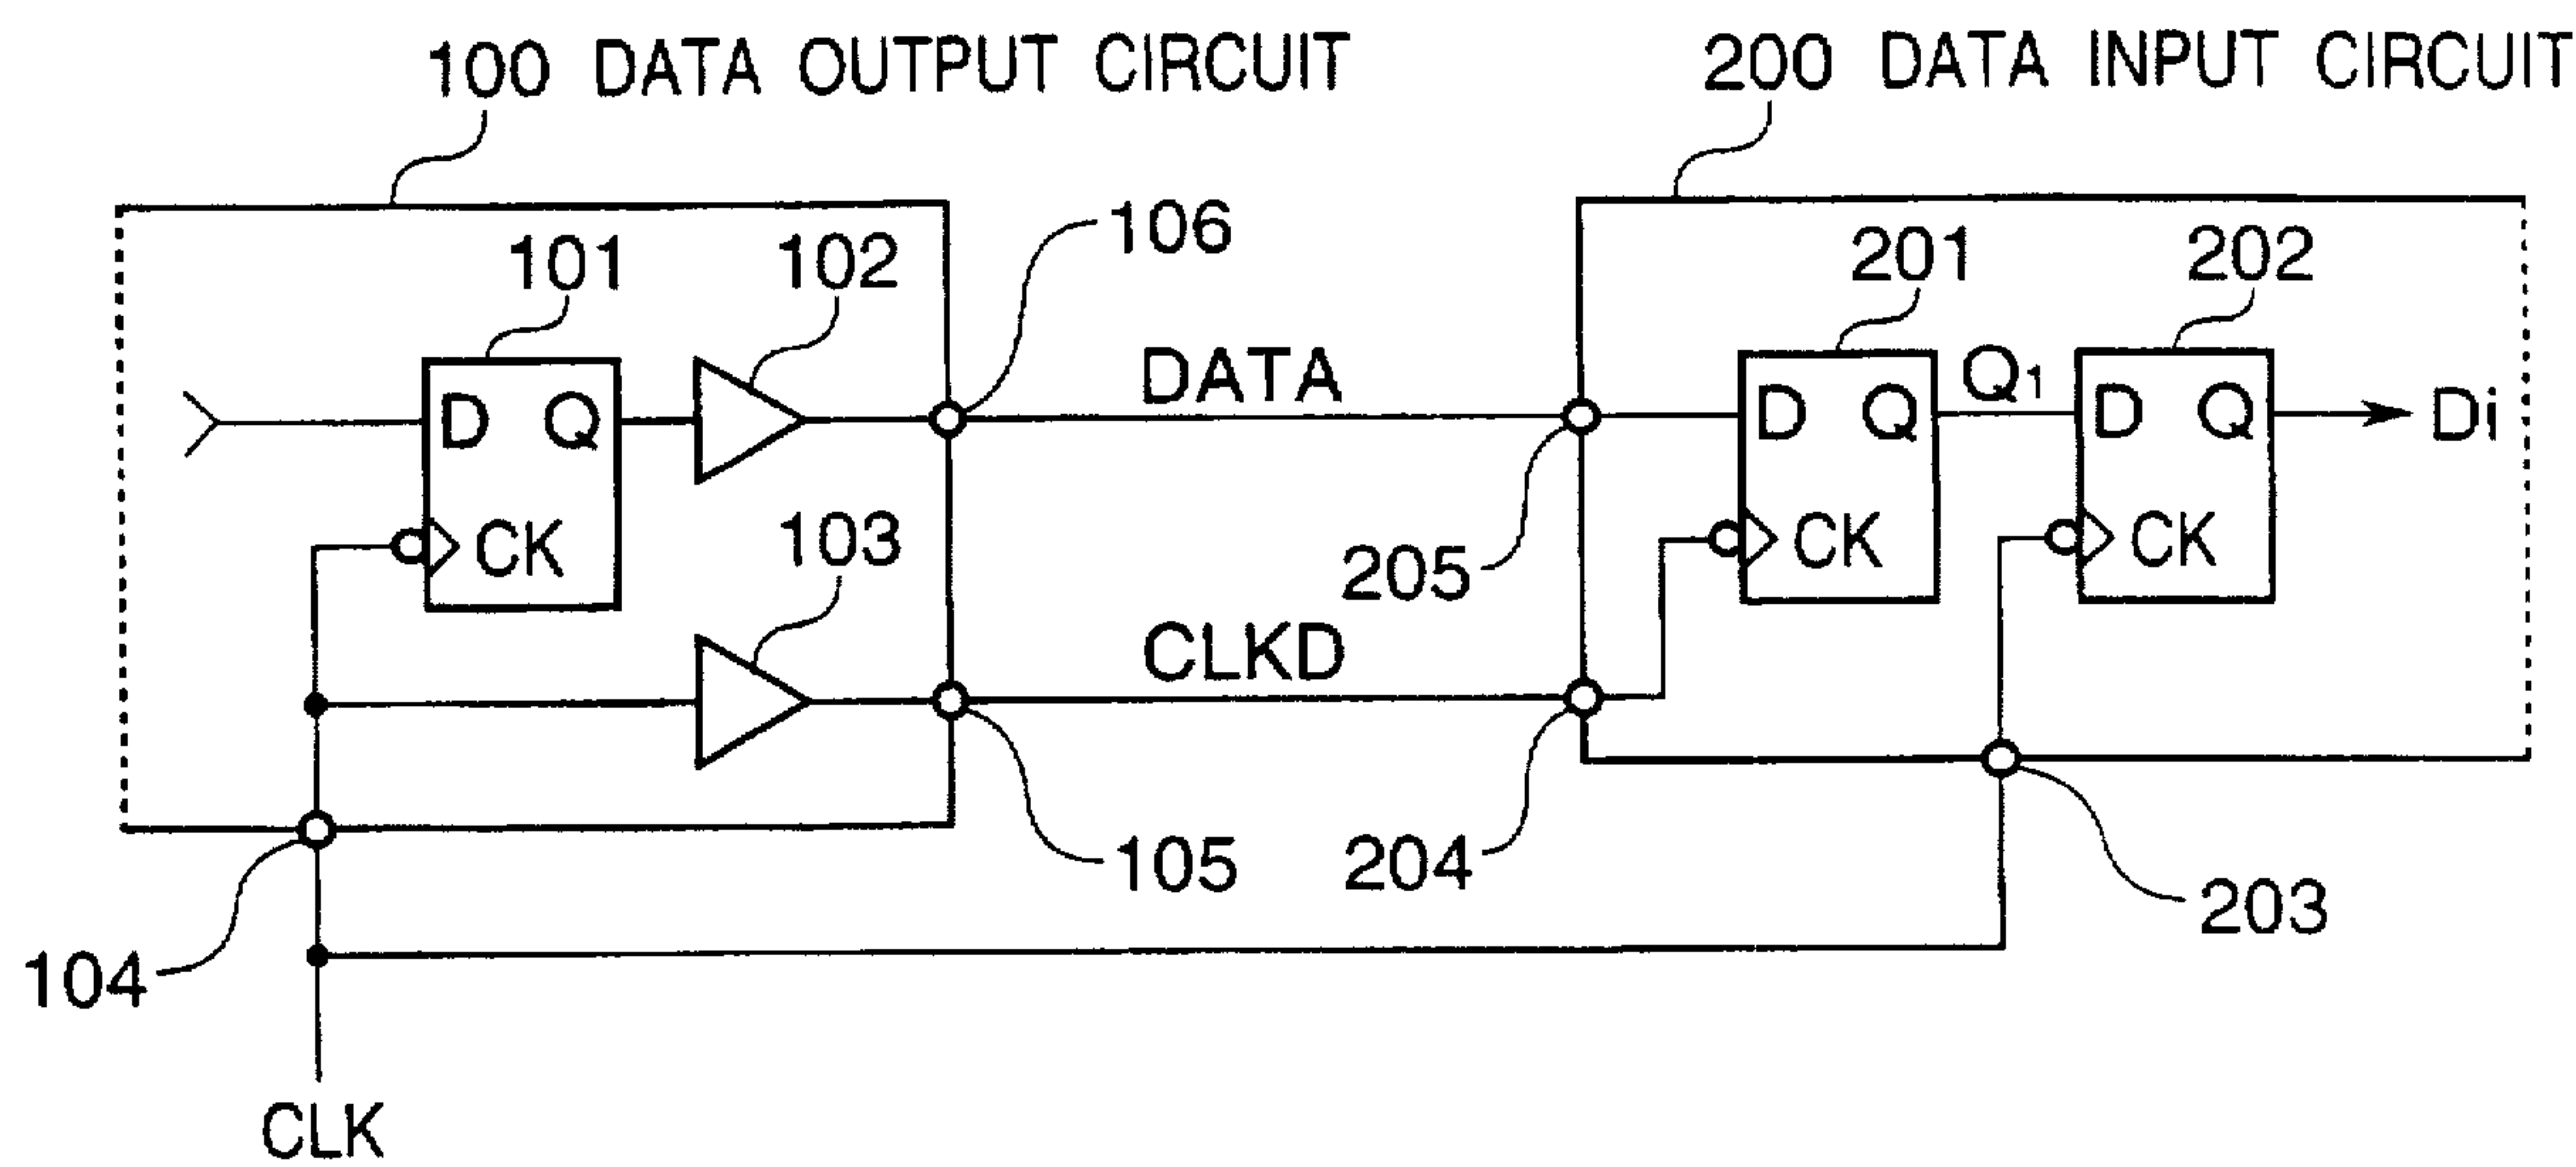 100 DATA OUTPUT CIRCUIT
200 DATA INPUT CIRCUIT
106
101
102
201
202
DATA
D Q
D Q
Q1
D Q
Di
CK
103
205
CK
CK
CLKD
105
204
203
104
CLK